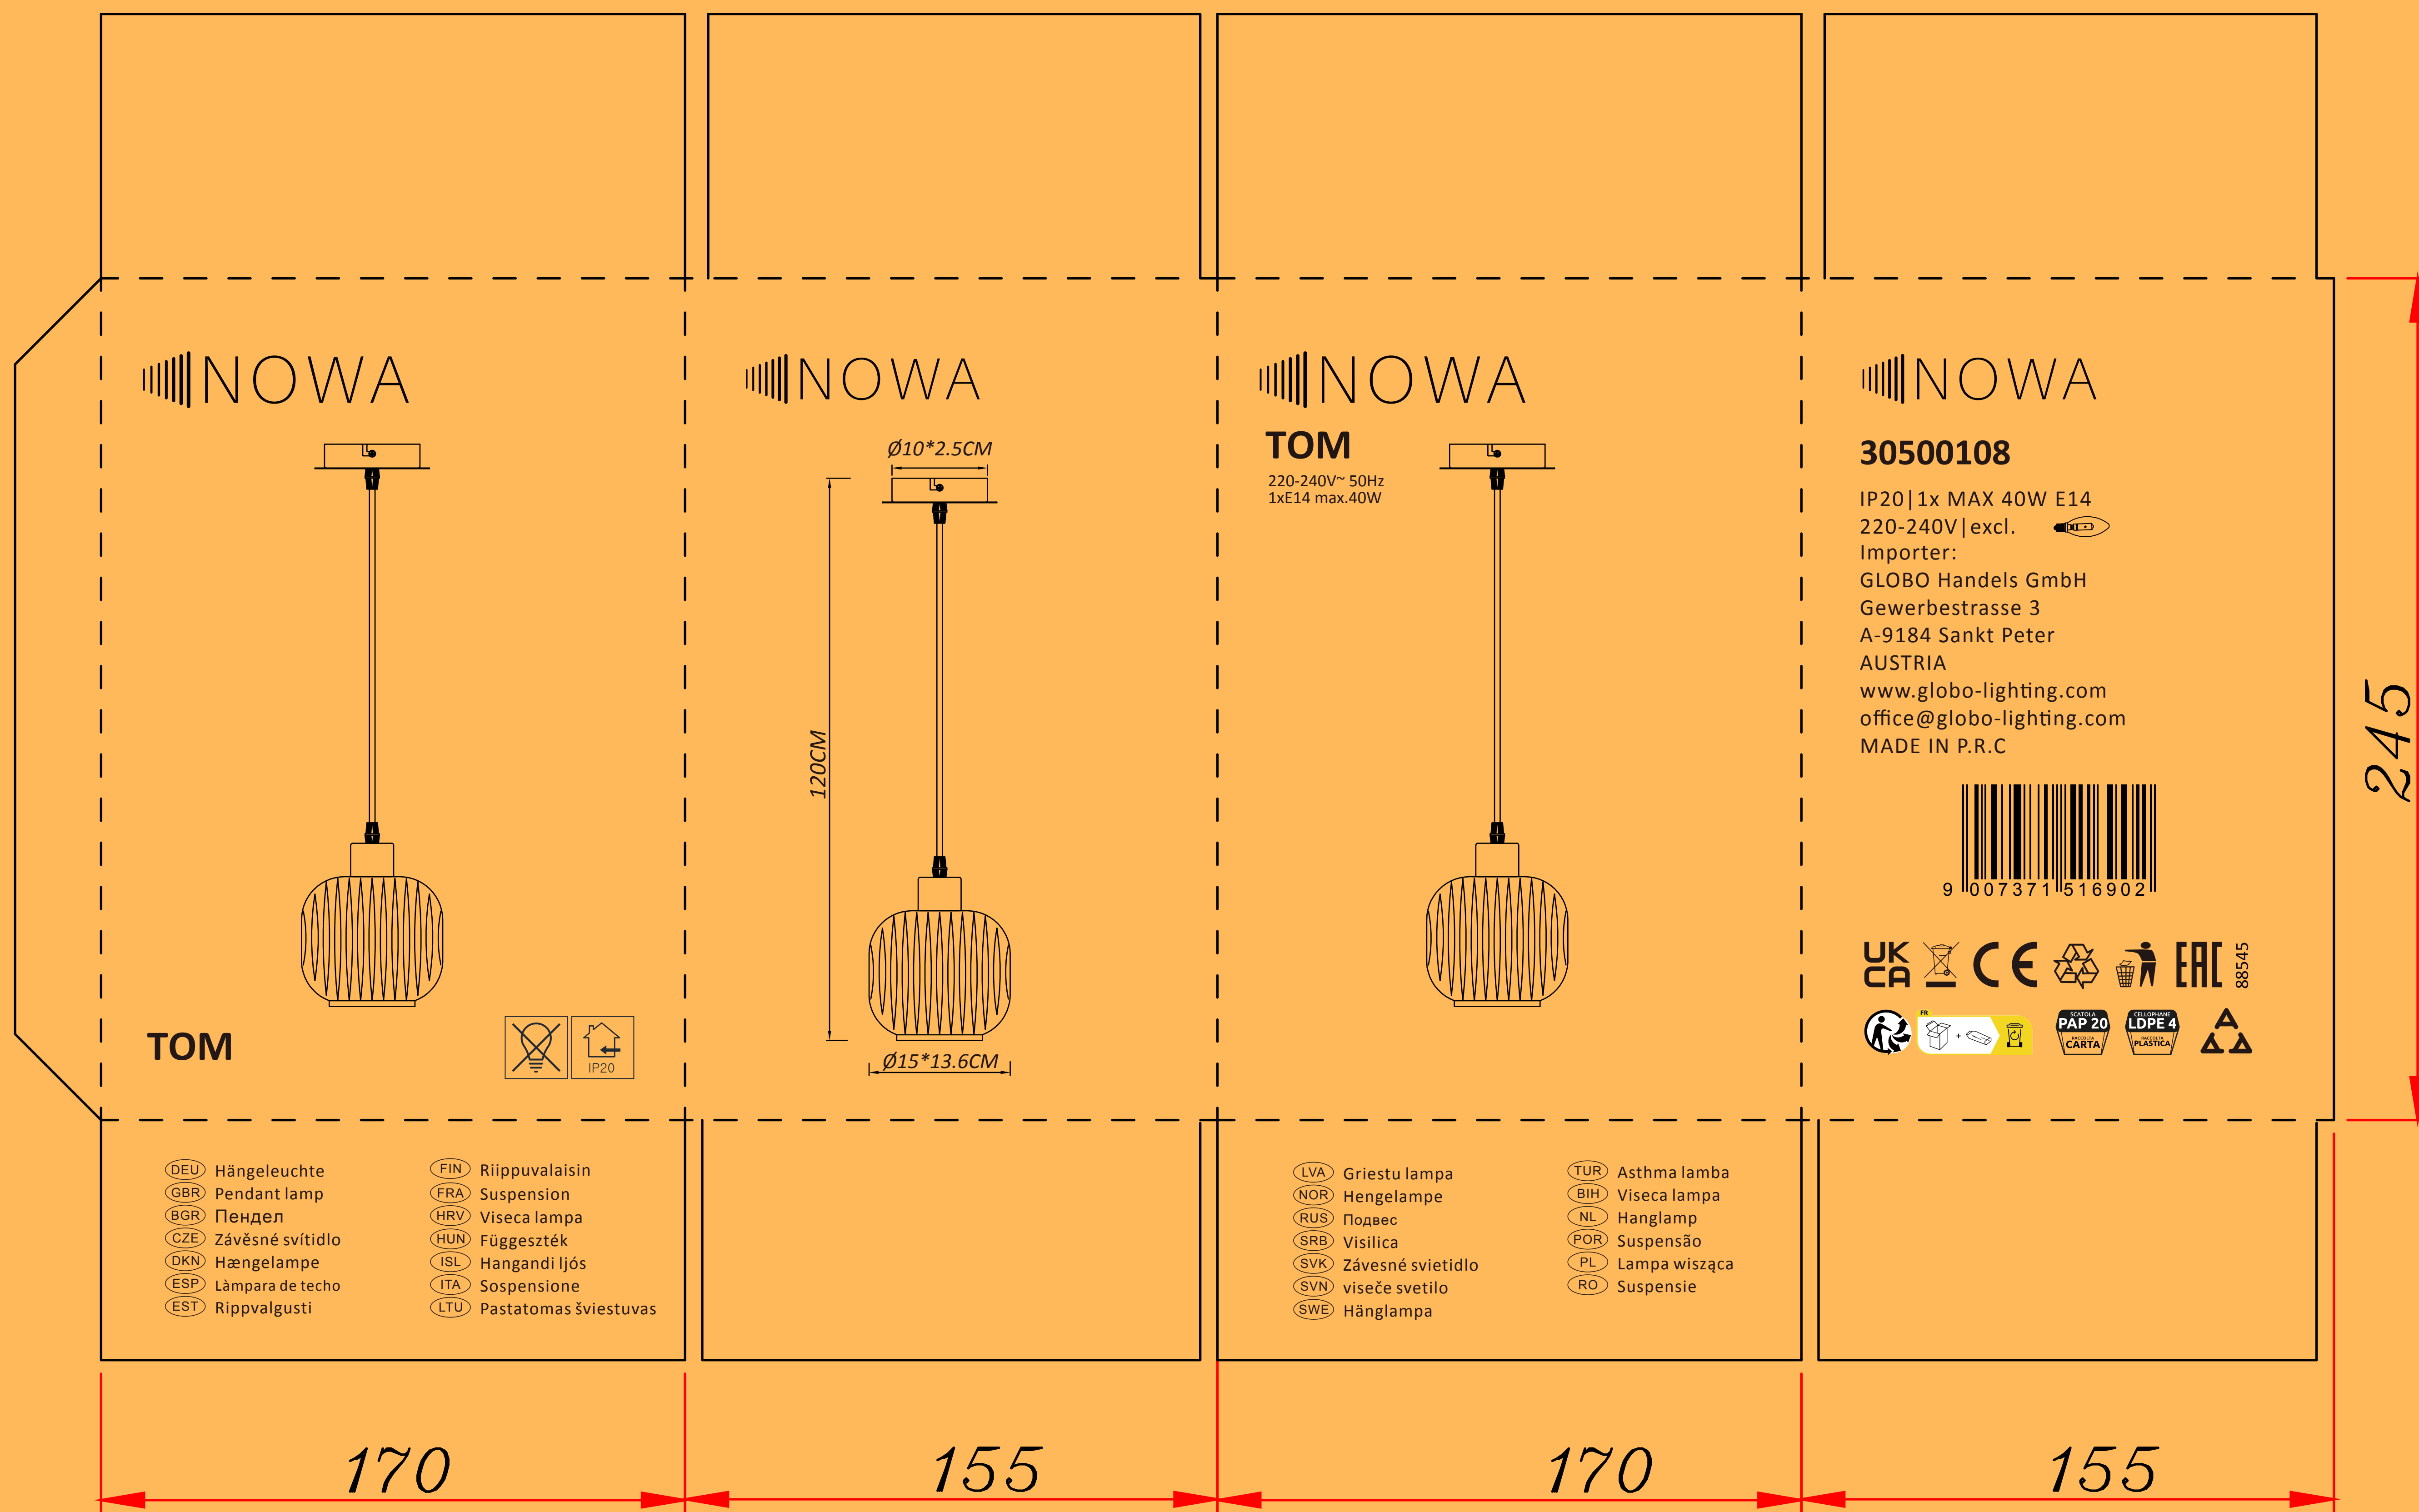 NOWA
TOM
IP20
DEU Hängeleuchte
GBR Pendant lamp
BGR Пендел
CZE Závěsné svítidlo
DKN Hængelampe
ESP Làmpara de techo
EST Rippvalgusti
FIN Riippuvalaisin
FRA Suspension
HRV Viseca lampa
HUN Függeszték
ISL Hangandi ljós
ITA Sospensione
LTU Pastatomas šviestuvas
NOWA
Ø10*2.5CM
120CM
Ø15*13.6CM
NOWA
TOM
220-240V~ 50Hz
1xE14 max.40W
LVA Griestu lampa
NOR Hengelampe
RUS Подвес
SRB Visilica
SVK Závesné svietidlo
SVN viseče svetilo
SWE Hänglampa
TUR Asthma lamba
BIH Viseca lampa
NL Hanglamp
POR Suspensão
PL Lampa wisząca
RO Suspensie
NOWA
30500108
IP20|1x MAX 40W E14
220-240V|excl.
Importer:
GLOBO Handels GmbH
Gewerbestrasse 3
A-9184 Sankt Peter
AUSTRIA
www.globo-lighting.com
office@globo-lighting.com
MADE IN P.R.C
9 007371 516902
UK
CA
CE
EAC
88545
FR
+
SCATOLA
PAP 20
RACCOLTA
CARTA
CELLOPHANE
LDPE 4
RACCOLTA
PLASTICA
245
170
155
170
155